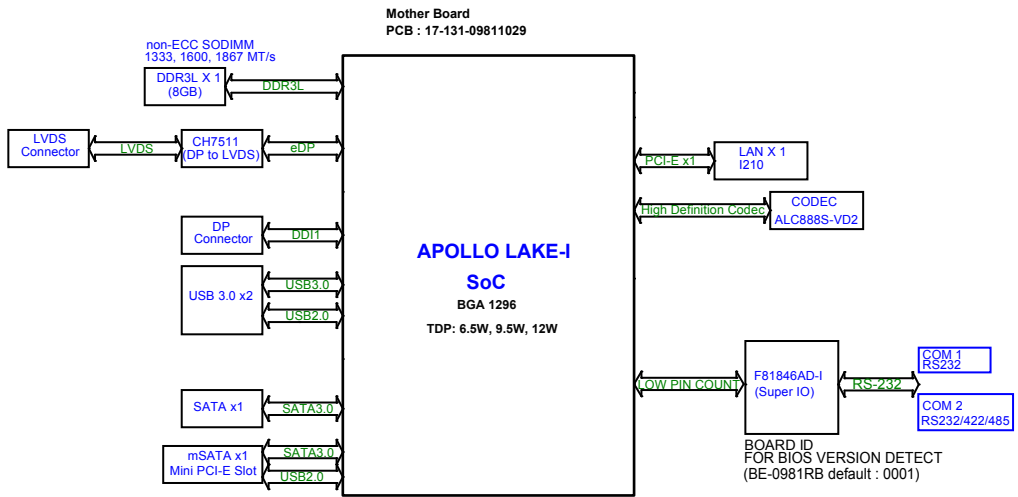 Mother Board
PCB : 17-131-09811029
non-ECC SODIMM
1333, 1600, 1867 MT/s
DDR3L X 1
(8GB)
DDR3L
LVDS
Connector
LVDS
CH7511
(DP to LVDS)
eDP
DP
Connector
DDI1
USB 3.0 x2
USB3.0
USB2.0
SATA x1
SATA3.0
mSATA x1
Mini PCI-E Slot
SATA3.0
USB2.0
APOLLO LAKE-I
SoC
BGA 1296
TDP: 6.5W, 9.5W, 12W
PCI-E x1
LAN X 1
I210
High Definition Codec
CODEC
ALC888S-VD2
LOW PIN COUNT
F81846AD-I
(Super IO)
RS-232
COM 1
RS232
COM 2
RS232/422/485
BOARD ID
FOR BIOS VERSION DETECT
(BE-0981RB default : 0001)